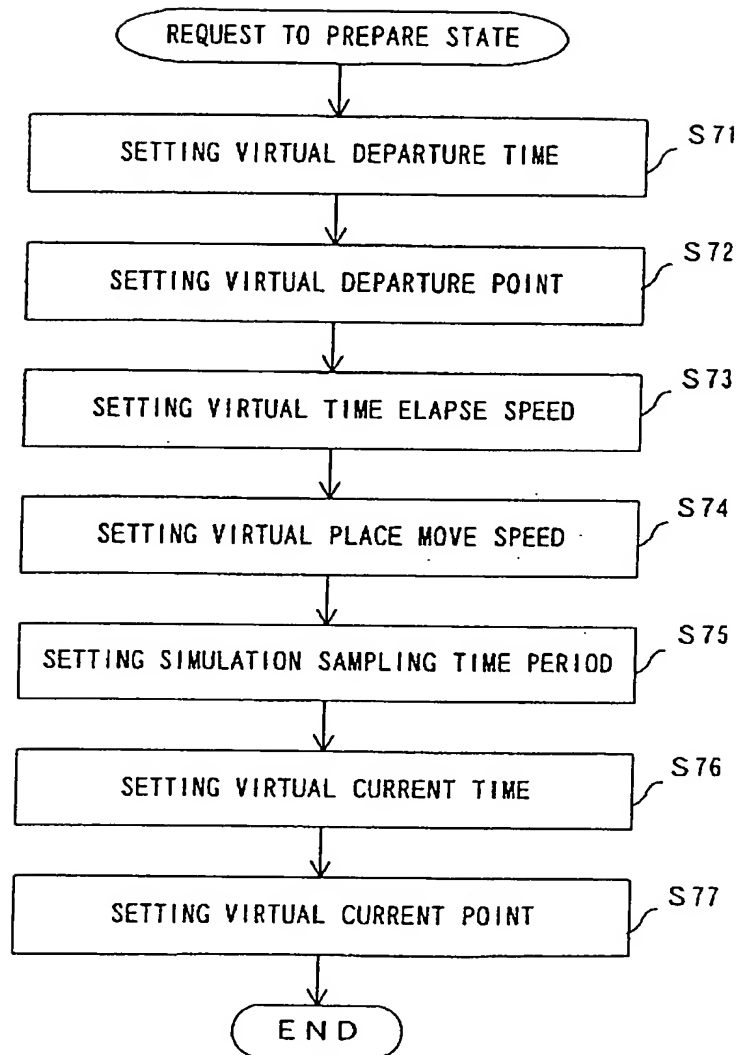 REQUEST TO PREPARE STATE
SETTING VIRTUAL DEPARTURE TIME
S71
SETTING VIRTUAL DEPARTURE POINT
S72
SETTING VIRTUAL TIME ELAPSE SPEED
S73
SETTING VIRTUAL PLACE MOVE SPEED
S74
SETTING SIMULATION SAMPLING TIME PERIOD
S75
SETTING VIRTUAL CURRENT TIME
S76
SETTING VIRTUAL CURRENT POINT
S77
END